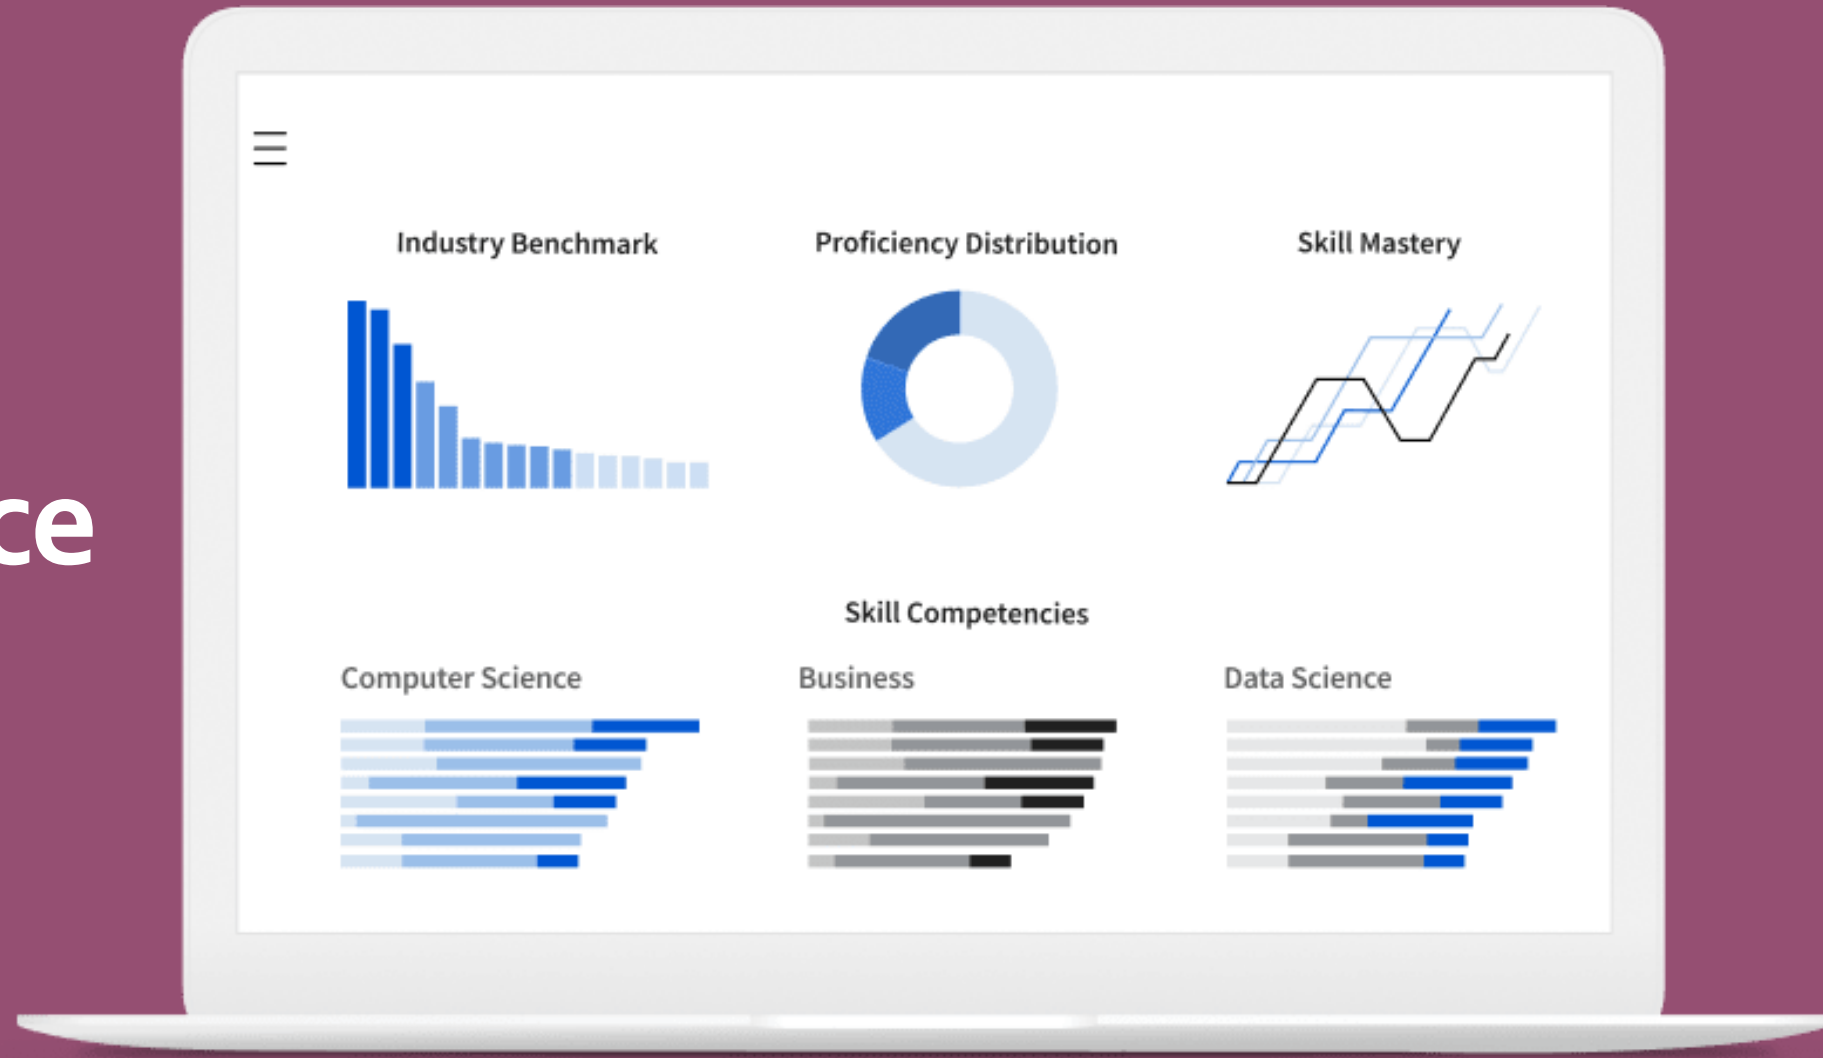 ce
Industry Benchmark
Proficiency Distribution
Skill Mastery
Skill Competencies
Computer Science
Business
Data Science